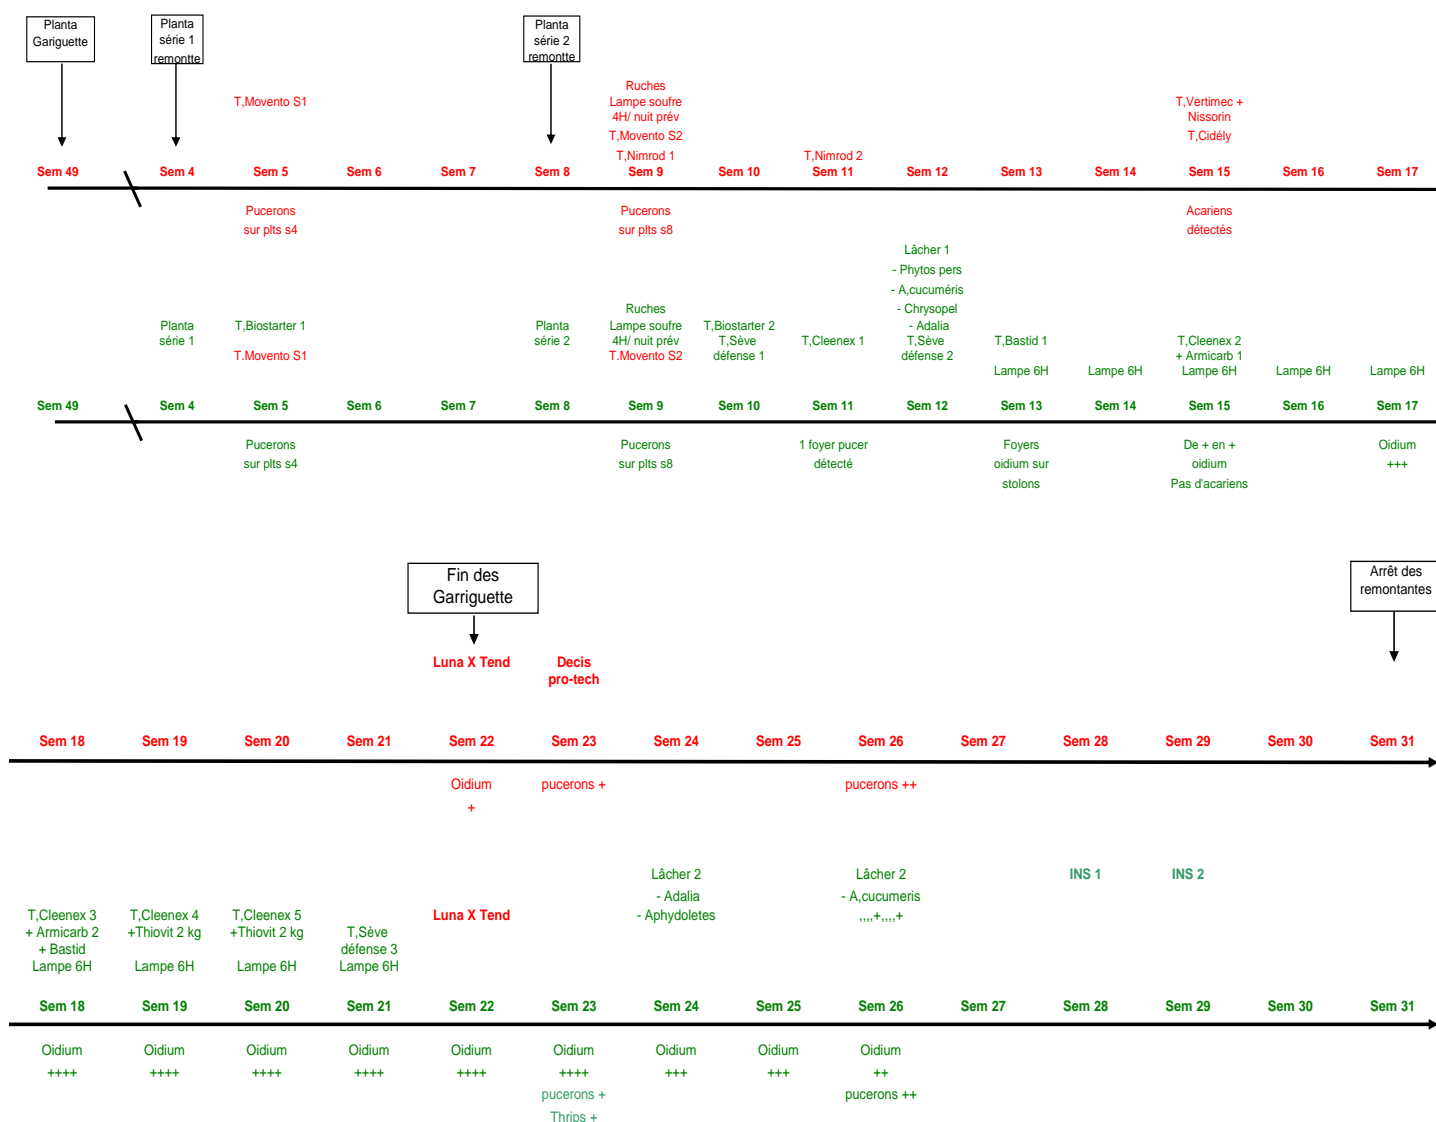 Planta
Gariguette
Planta
série 1
remontte
Planta
série 2
remontte
T,Movento S1
Ruches
Lampe soufre
4H/ nuit prév
T,Movento S2
T,Nimrod 1
T,Nimrod 2
T,Vertimec +
Nissorin
T,Cidély
Sem 49
Sem 4
Sem 5
Sem 6
Sem 7
Sem 8
Sem 9
Sem 10
Sem 11
Sem 12
Sem 13
Sem 14
Sem 15
Sem 16
Sem 17
Pucerons
sur plts s4
Pucerons
sur plts s8
Acariens
détectés
Planta
série 1
T,Biostarter 1
T.Movento S1
Planta
série 2
Ruches
Lampe soufre
4H/ nuit prév
T.Movento S2
T,Biostarter 2
T,Sève
défense 1
T,Cleenex 1
Lâcher 1
- Phytos pers
- A,cucuméris
- Chrysopel
- Adalia
T,Sève
défense 2
T,Bastid 1
Lampe 6H
Lampe 6H
T,Cleenex 2
+ Armicarb 1
Lampe 6H
Lampe 6H
Lampe 6H
Sem 49
Sem 4
Sem 5
Sem 6
Sem 7
Sem 8
Sem 9
Sem 10
Sem 11
Sem 12
Sem 13
Sem 14
Sem 15
Sem 16
Sem 17
Pucerons
sur plts s4
Pucerons
sur plts s8
1 foyer pucer
détecté
Foyers
oidium sur
stolons
De + en +
oidium
Pas d'acariens
Oidium
+++
Fin des
Garriguette
Arrêt des
remontantes
Luna X Tend
Decis
pro-tech
Sem 18
Sem 19
Sem 20
Sem 21
Sem 22
Sem 23
Sem 24
Sem 25
Sem 26
Sem 27
Sem 28
Sem 29
Sem 30
Sem 31
Oidium
+
pucerons +
pucerons ++
T,Cleenex 3
+ Armicarb 2
+ Bastid
Lampe 6H
T,Cleenex 4
+Thiovit 2 kg
Lampe 6H
T,Cleenex 5
+Thiovit 2 kg
Lampe 6H
T,Sève
défense 3
Lampe 6H
Luna X Tend
Lâcher 2
- Adalia
- Aphydoletes
Lâcher 2
- A,cucumeris
,,,,+,,,,+
INS 1
INS 2
Sem 18
Sem 19
Sem 20
Sem 21
Sem 22
Sem 23
Sem 24
Sem 25
Sem 26
Sem 27
Sem 28
Sem 29
Sem 30
Sem 31
Oidium
++++
Oidium
++++
Oidium
++++
Oidium
++++
Oidium
++++
Oidium
++++
pucerons +
Thrips +
Oidium
+++
Oidium
+++
Oidium
++
pucerons ++